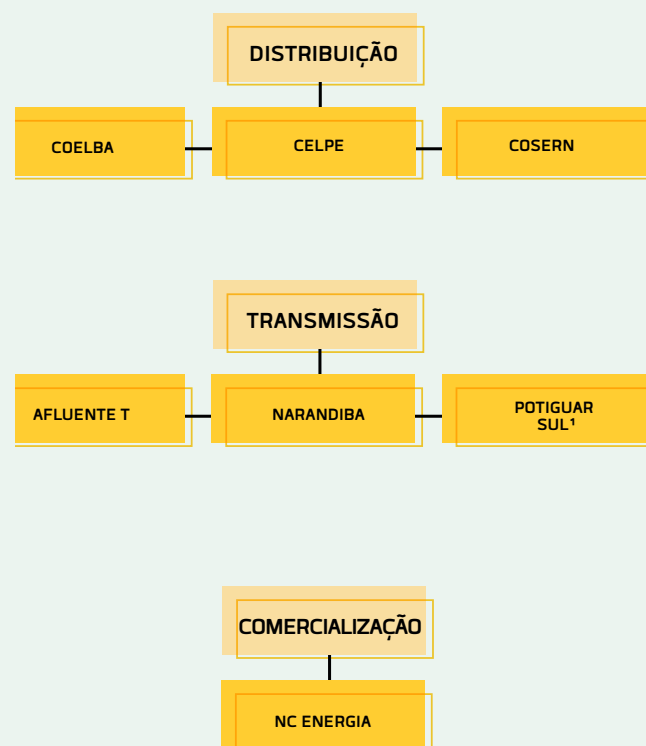 DISTRIBUIÇÃO
COELBA
CELPE
COSERN
TRANSMISSÃO
AFLUENTE T
NARANDIBA
POTIGUAR
SUL¹
COMERCIALIZAÇÃO
NC ENERGIA